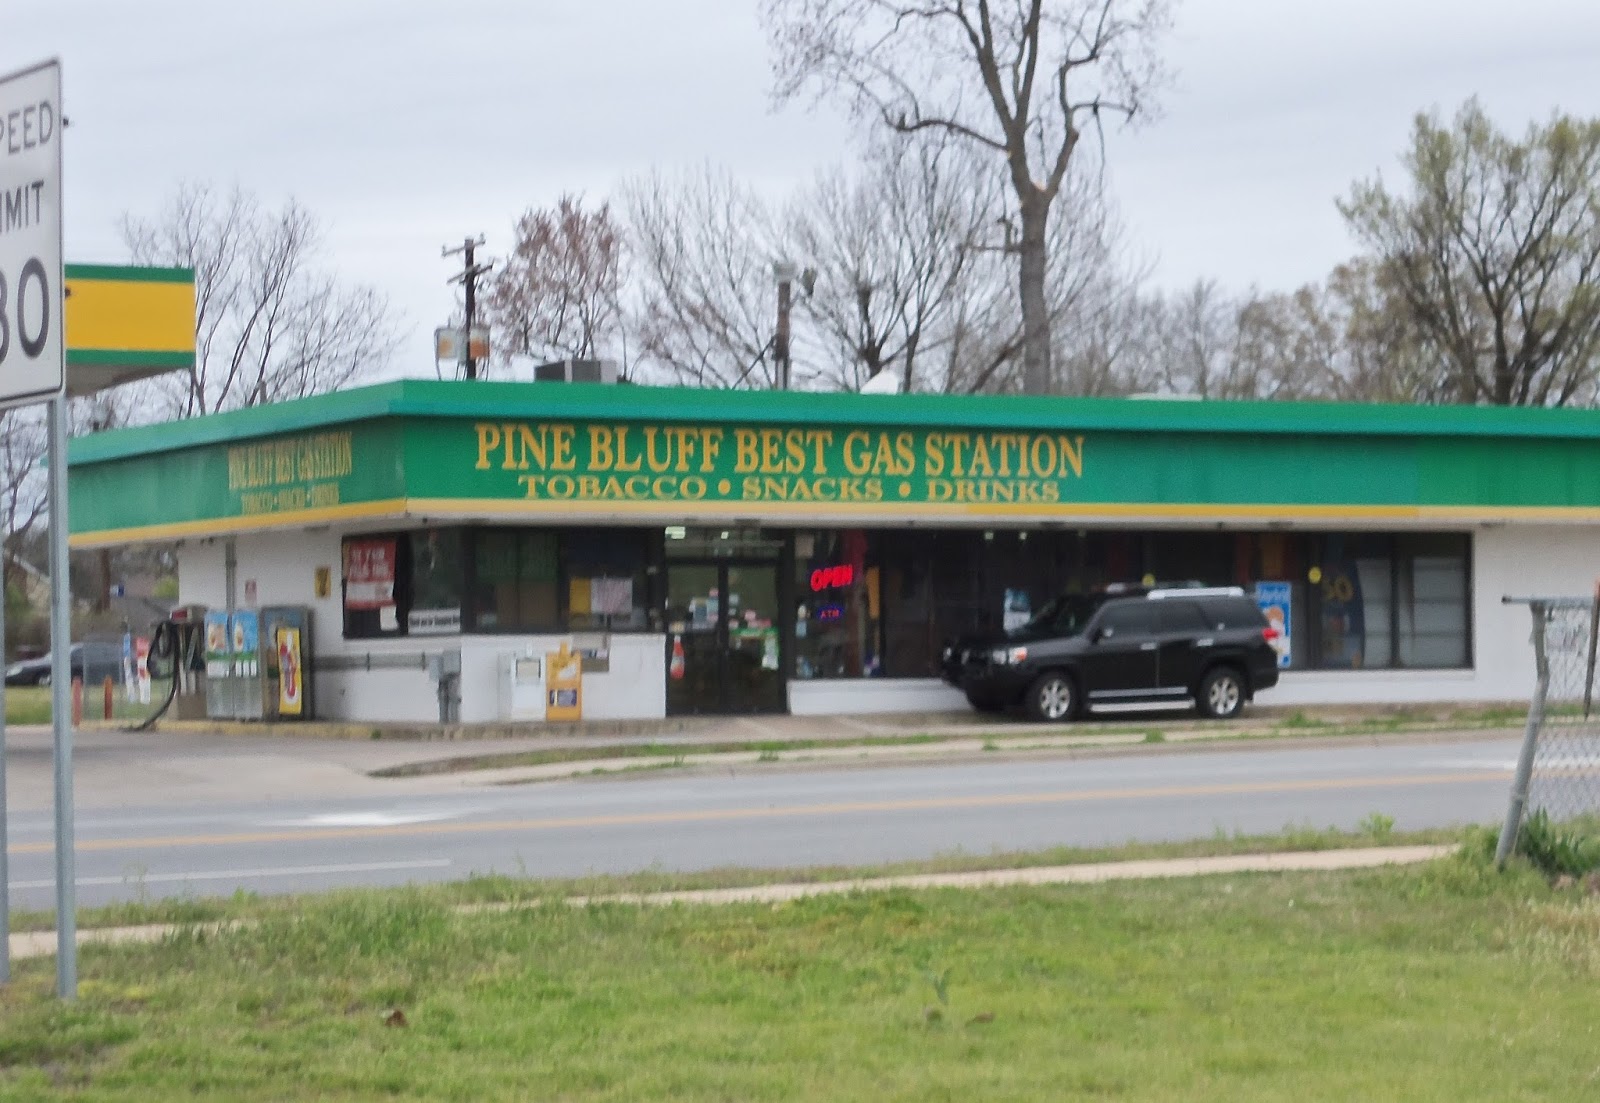 PEED
IMIT
30
PINE BLUFF BEST GAS STATION
TOBACCO • SNACKS • DRINKS
PINE BLUFF BEST GAS STATION
TOBACCO • SNACKS • DRINKS
OPEN
ATM